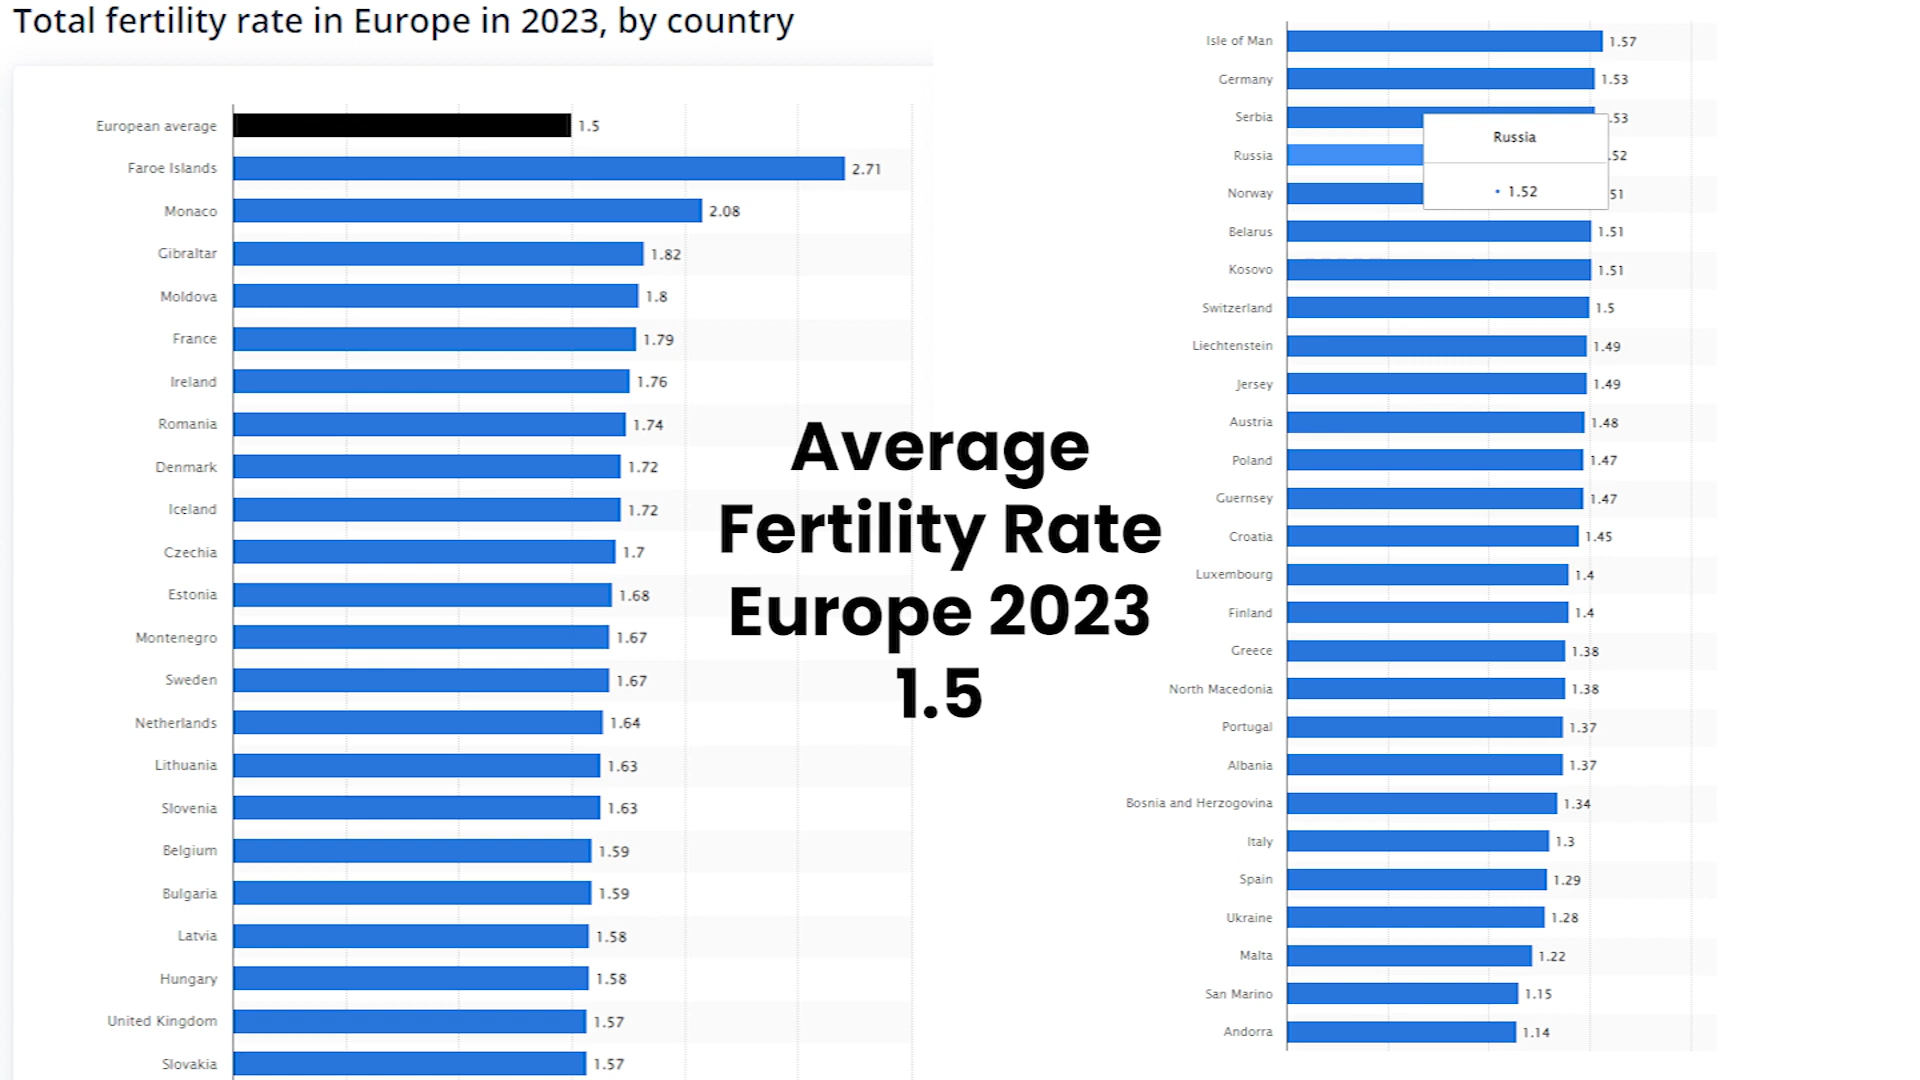 Total fertility rate in Europe in 2023, by country
European average 1.5
Faroe Islands 2.71
Monaco 2.08
Gibraltar 1.82
Moldova 1.8
France 1.79
Ireland 1.76
Romania 1.74
Denmark 1.72
Iceland 1.72
Czechia 1.7
Estonia 1.68
Montenegro 1.67
Sweden 1.67
Netherlands 1.64
Lithuania 1.63
Slovenia 1.63
Belgium 1.59
Bulgaria 1.59
Latvia 1.58
Hungary 1.58
United Kingdom 1.57
Slovakia 1.57
Average
Fertility Rate
Europe 2023
1.5
Isle of Man 1.57
Germany 1.53
Serbia .53
Russia .52
Russia
• 1.52
Norway 51
Belarus 1.51
Kosovo 1.51
Switzerland 1.5
Liechtenstein 1.49
Jersey 1.49
Austria 1.48
Poland 1.47
Guernsey 1.47
Croatia 1.45
Luxembourg 1.4
Finland 1.4
Greece 1.38
North Macedonia 1.38
Portugal 1.37
Albania 1.37
Bosnia and Herzogovina 1.34
Italy 1.3
Spain 1.29
Ukraine 1.28
Malta 1.22
San Marino 1.15
Andorra 1.14